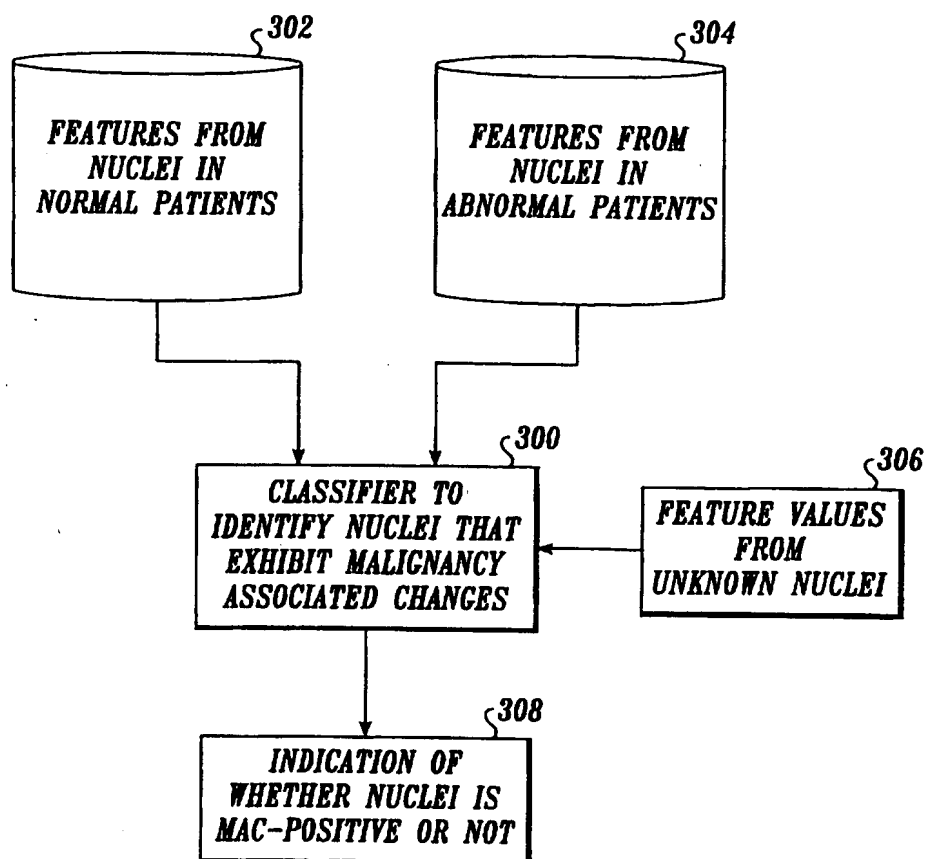 302
FEATURES FROM
NUCLEI IN
NORMAL PATIENTS
304
FEATURES FROM
NUCLEI IN
ABNORMAL PATIENTS
300
CLASSIFIER TO
IDENTIFY NUCLEI THAT
EXHIBIT MALIGNANCY
ASSOCIATED CHANGES
306
FEATURE VALUES
FROM
UNKNOWN NUCLEI
308
INDICATION OF
WHETHER NUCLEI IS
MAC-POSITIVE OR NOT